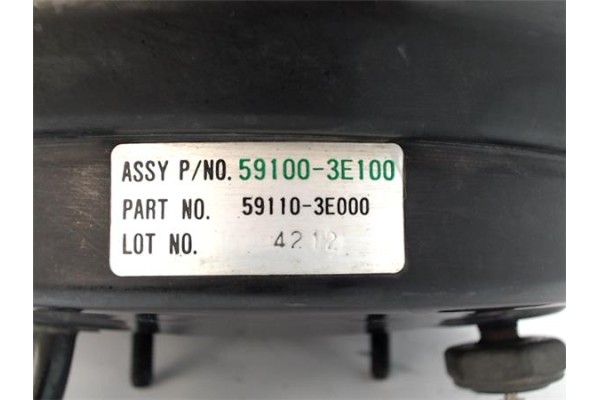 ASSY P/NO. 59100-3E100
PART NO. 59110-3E000
LOT NO. 4212